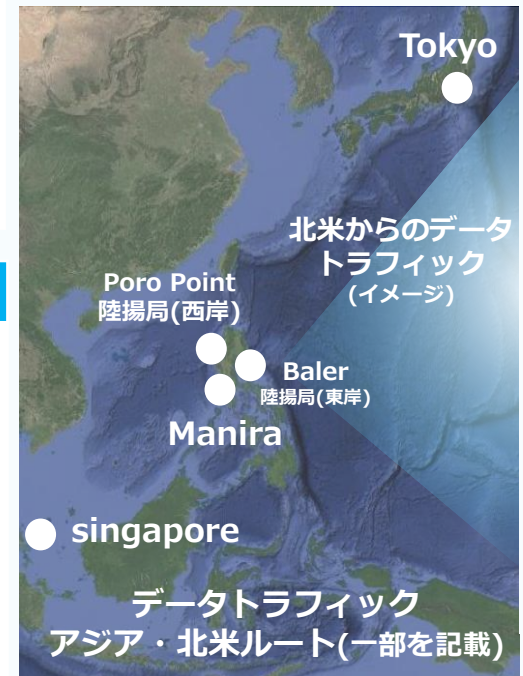 Tokyo
北米からのデータ
トラフィック
(イメージ)
Poro Point
陸揚局(西岸)
Baler
陸揚局(東岸)
Manira
singapore
データトラフィック
アジア・北米ルート(一部を記載)